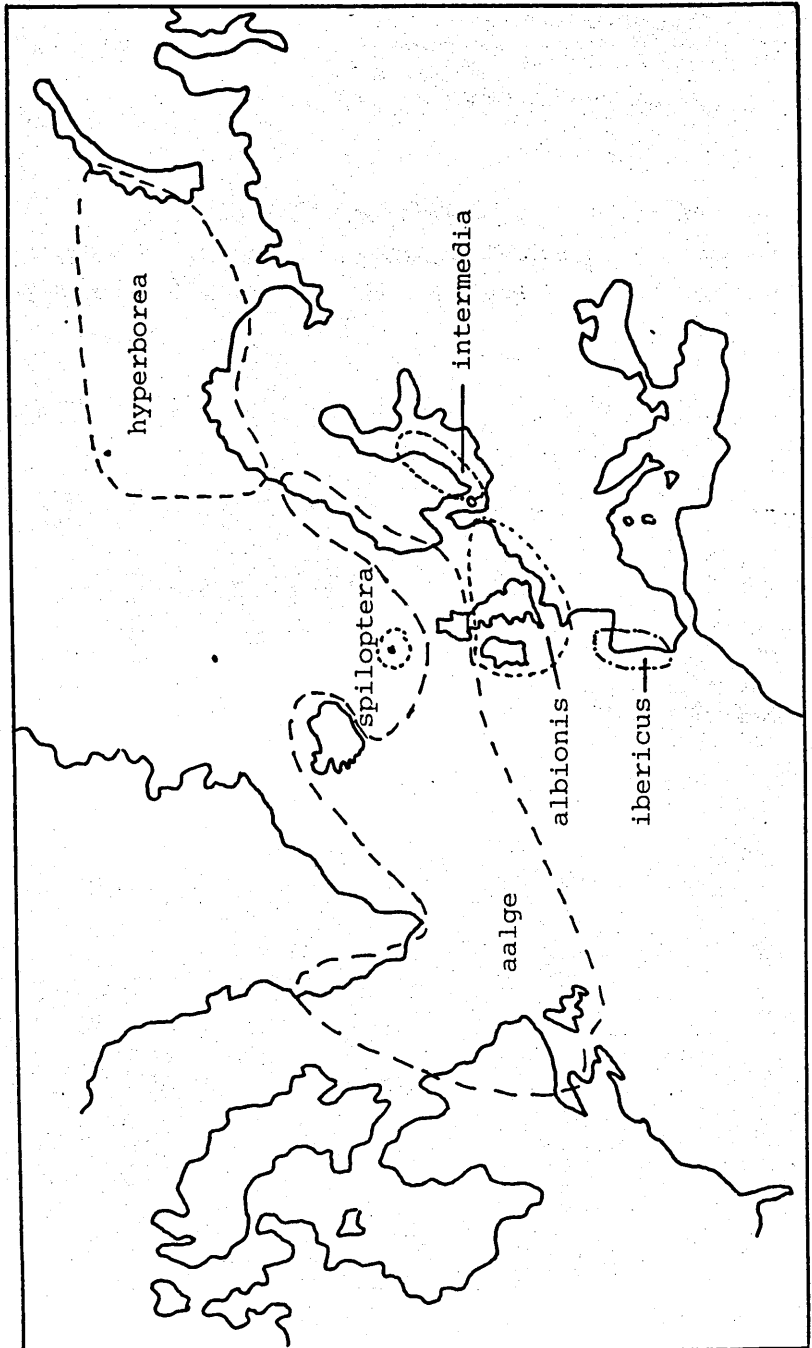 hyperborea
intermedia
spiloptera
albionis
ibericus
aalge